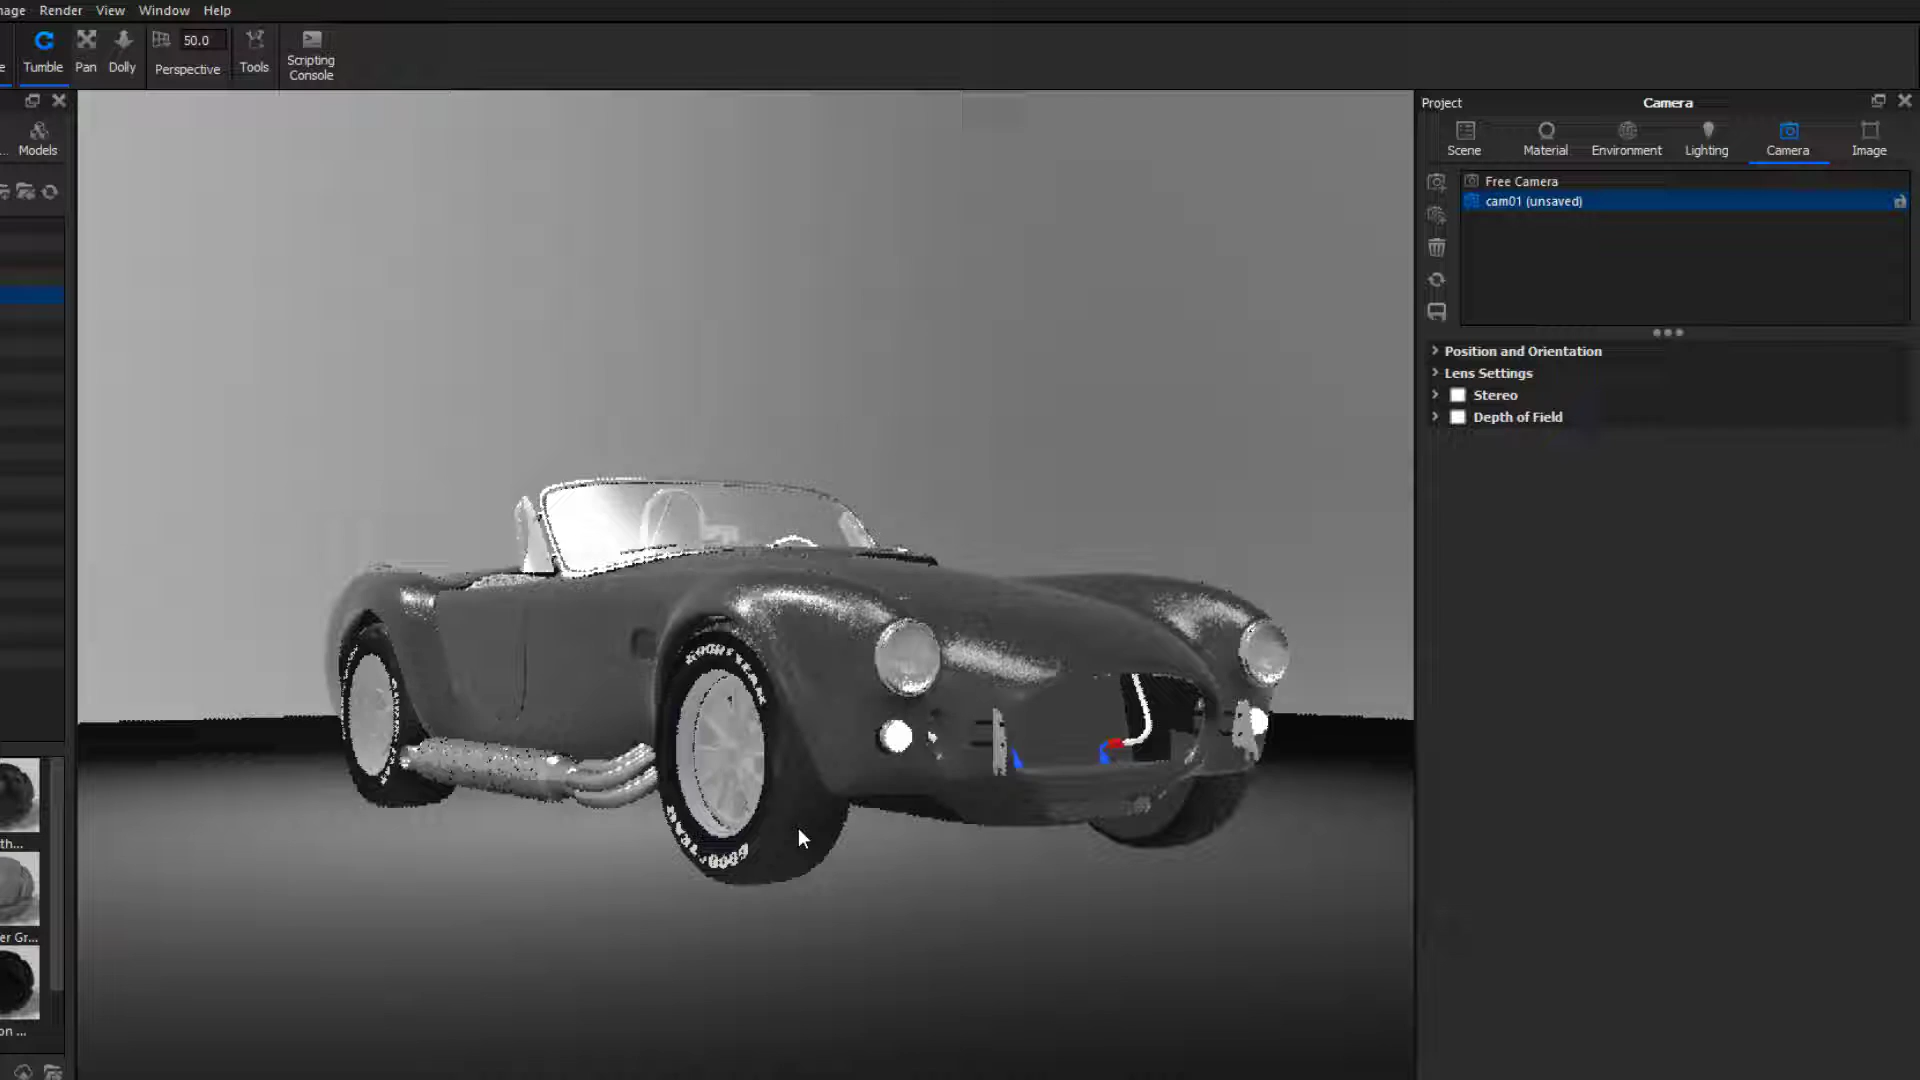 mage Render View Window Help
e Tumble Pan Dolly 50.0 Perspective Tools Scripting Console
Project Camera
... Models
Scene Material Environment Lighting Camera Image
Free Camera
cam01 (unsaved)
Position and Orientation
Lens Settings
Stereo
Depth of Field
th...
er Gr...
on ...